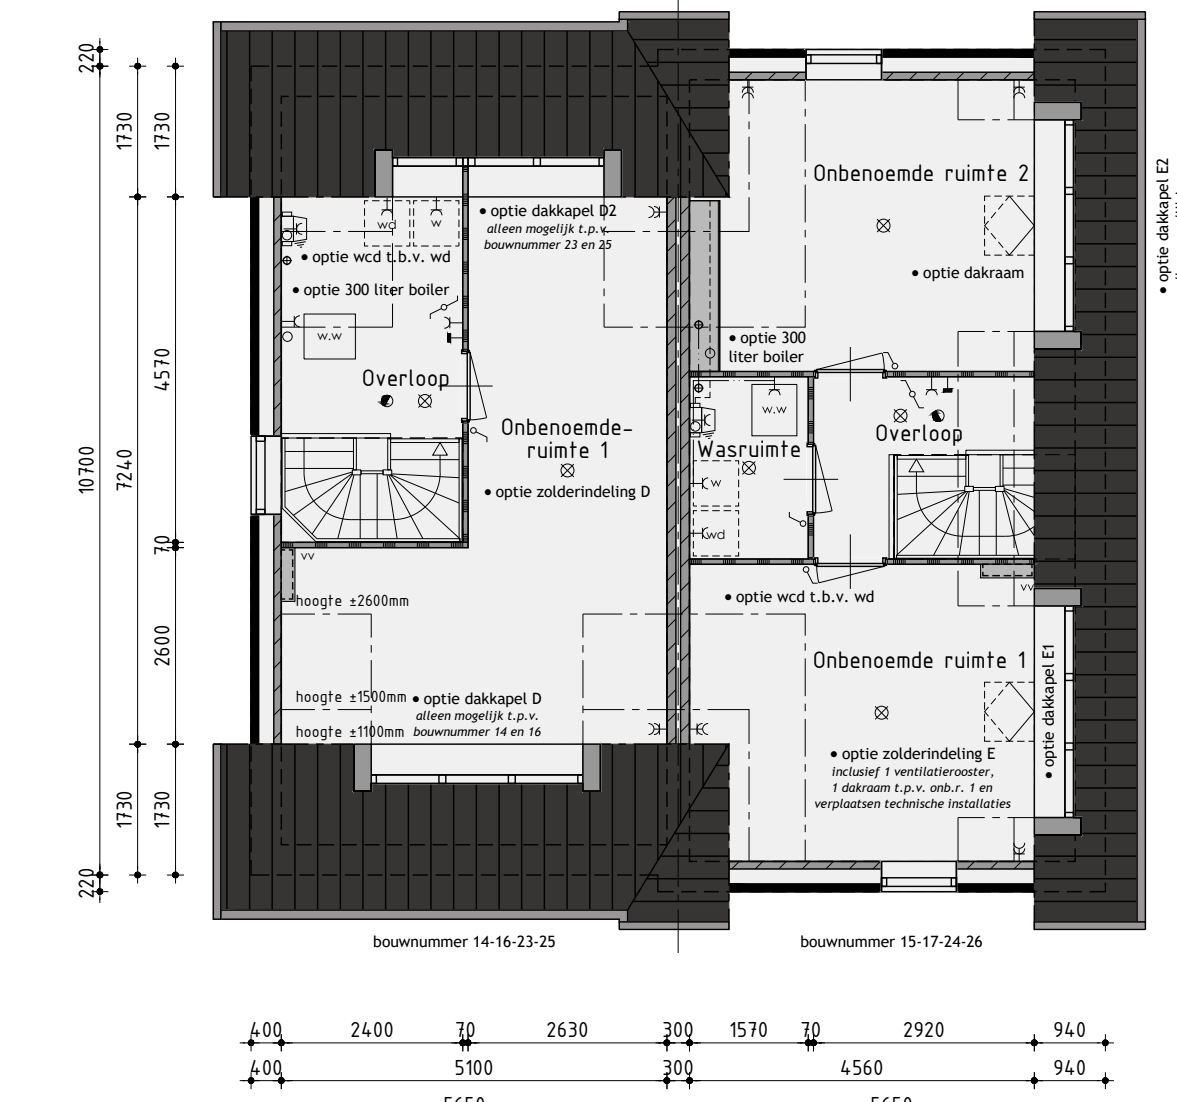 220
1730
1730
10700
7240
4570
70
2600
1730
1730
220
• optie dakkapel D2
alleen mogelijk t.p.v.
bouwnummer 23 en 25
wd
w
• optie wcd t.b.v. wd
• optie 300 liter boiler
w.w
Overloop
Onbenoemde-
ruimte 1
• optie zolderindeling D
vv
hoogte ±2600mm
hoogte ±1500mm
hoogte ±1100mm
• optie dakkapel D
alleen mogelijk t.p.v.
bouwnummer 14 en 16
bouwnummer 14-16-23-25
Onbenoemde ruimte 2
• optie dakraam
• optie 300
liter boiler
w.w
Wasruimte
w
wd
Overloop
• optie wcd t.b.v. wd
vv
Onbenoemde ruimte 1
• optie zolderindeling E
inclusief 1 ventilatierooster,
1 dakraam t.p.v. onb.r. 1 en
verplaatsen technische installaties
• optie dakkapel E1
• optie dakkapel E2
bouwnummer 15-17-24-26
400 2400 70 2630 300 1570 70 2920 940
400 5100 300 4560 940
5650 5650